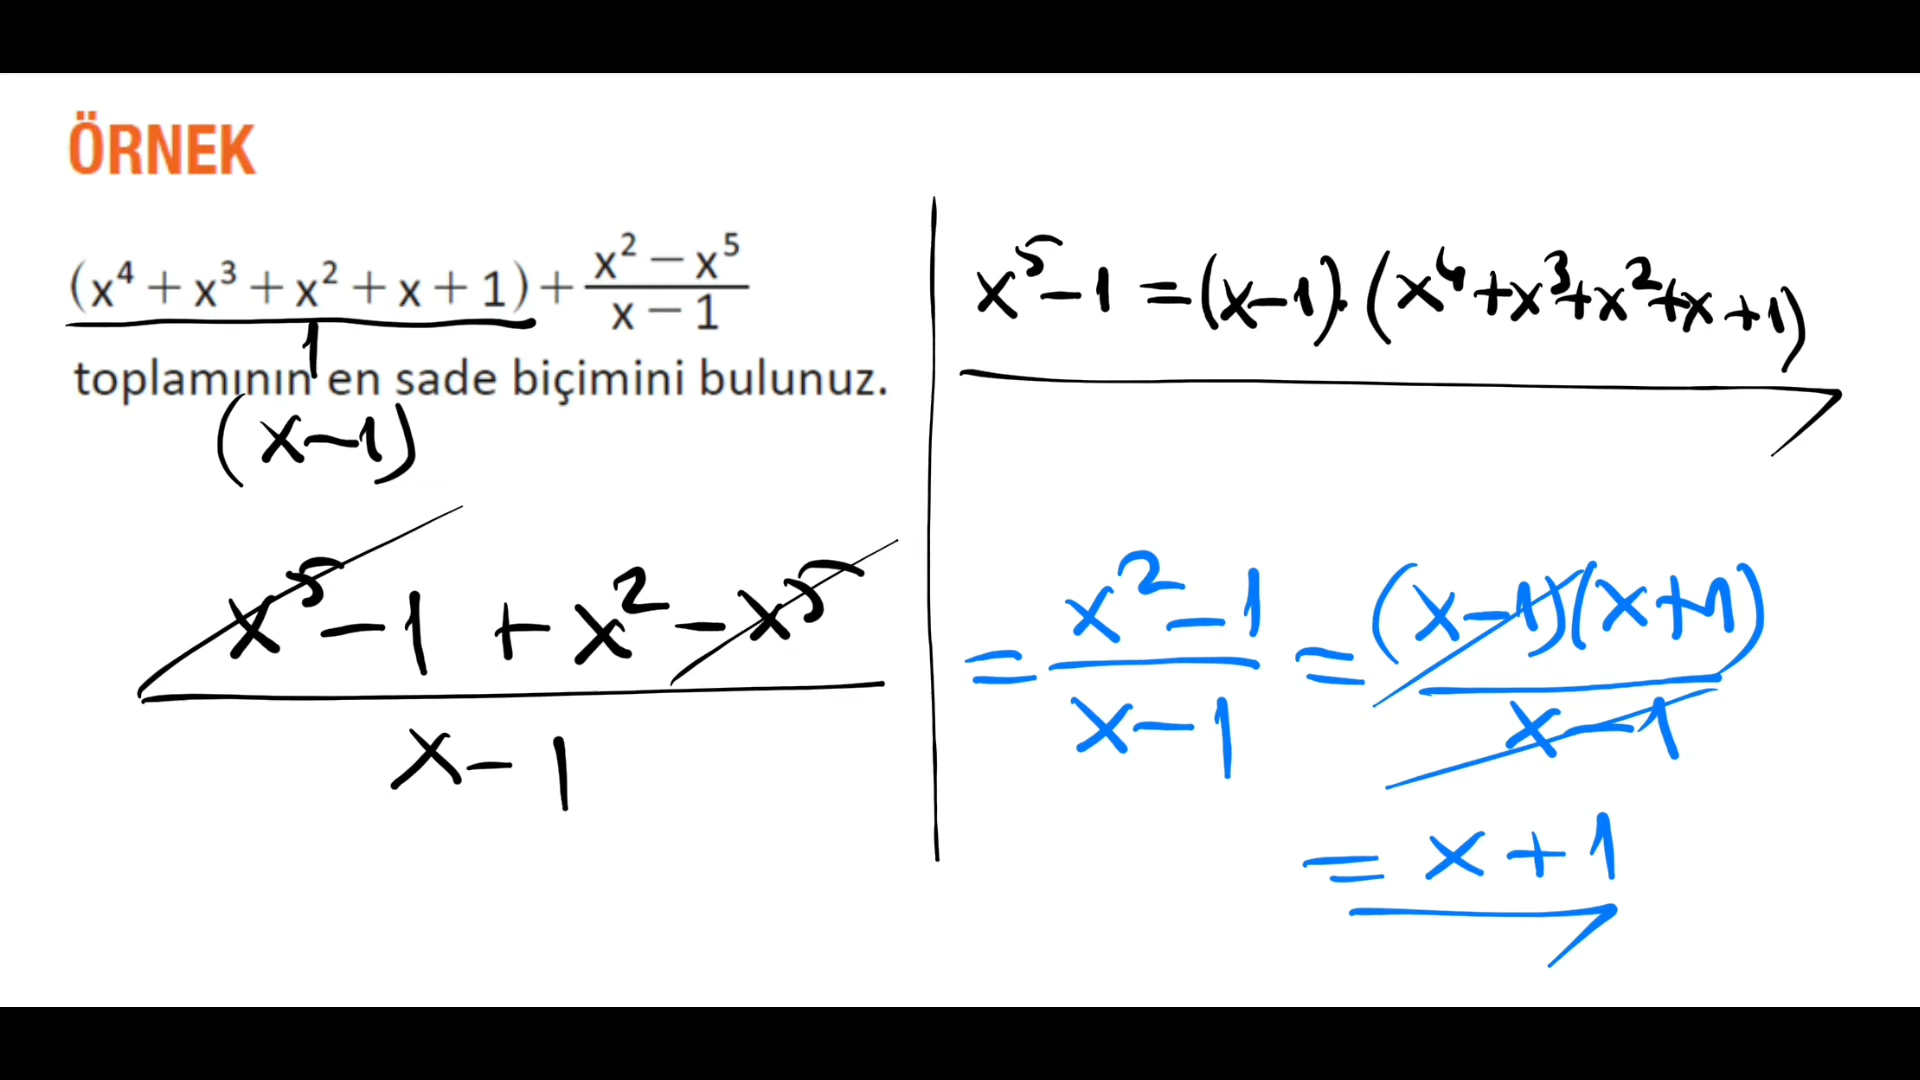 ÖRNEK
(x⁴ + x³ + x² + x + 1) + (x² − x⁵)/(x − 1)
1
toplamının en sade biçimini bulunuz.
(x−1)
x⁵ − 1 + x² − x⁵
x − 1
x⁵−1 = (x−1).(x⁴+x³+x²+x+1)
= (x²−1)/(x−1) = (x−1)(x+1)/(x−1)
= x+1